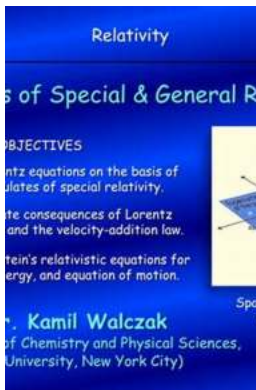 Relativity
s of Special & General R
OBJECTIVES
ntz equations on the basis of
ulates of special relativity.
te consequences of Lorentz
and the velocity-addition law.
tein's relativistic equations for
ergy, and equation of motion.
r. Kamil Walczak
of Chemistry and Physical Sciences,
University, New York City)
Spa